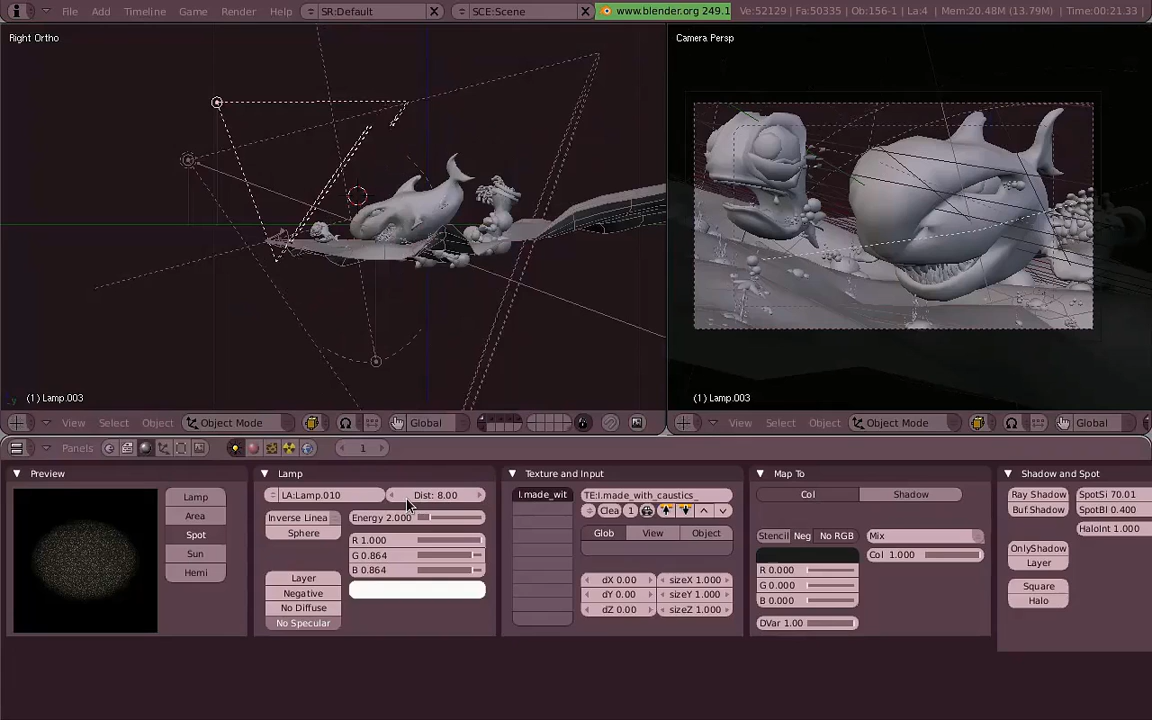 File Add Timeline Game Render Help SR:Default SCE:Scene www.blender.org 249.1 Ve:52129 | Fa:50335 | Ob:156-1 | La:4 | Mem:20.48M (13.79M) | Time:00:21.33 |
Right Ortho
Camera Persp
(1) Lamp.003
(1) Lamp.003
View Select Object Object Mode Global
View Select Object Object Mode Global
Panels 1
Preview
Lamp
Area
Spot
Sun
Hemi
Lamp
LA:Lamp.010 Dist: 8.00
Inverse Linea Energy 2.000
Sphere
R 1.000
G 0.864
B 0.864
Layer
Negative
No Diffuse
No Specular
Texture and Input
I.made_wit TE:I.made_with_caustics_
Clea 1
Glob View Object
dX 0.00 sizeX 1.000
dY 0.00 sizeY 1.000
dZ 0.00 sizeZ 1.000
Map To
Col Shadow
Stencil Neg No RGB Mix
Col 1.000
R 0.000
G 0.000
B 0.000
DVar 1.00
Shadow and Spot
Ray Shadow SpotSi 70.01
Buf.Shadow SpotBl 0.400
HaloInt 1.000
OnlyShadow
Layer
Square
Halo